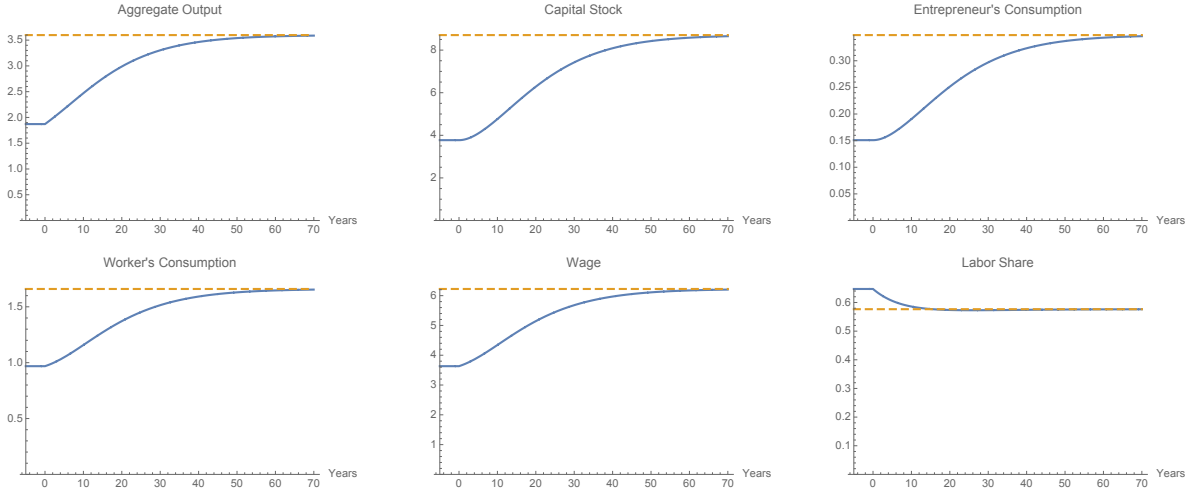 Aggregate Output
3.5
3.0
2.5
2.0
1.5
1.0
0.5
0 10 20 30 40 50 60 70
Years
Capital Stock
8
6
4
2
0 10 20 30 40 50 60 70
Years
Entrepreneur's Consumption
0.30
0.25
0.20
0.15
0.10
0.05
0 10 20 30 40 50 60 70
Years
Worker's Consumption
1.5
1.0
0.5
0 10 20 30 40 50 60 70
Years
Wage
6
5
4
3
2
1
0 10 20 30 40 50 60 70
Years
Labor Share
0.6
0.5
0.4
0.3
0.2
0.1
0 10 20 30 40 50 60 70
Years